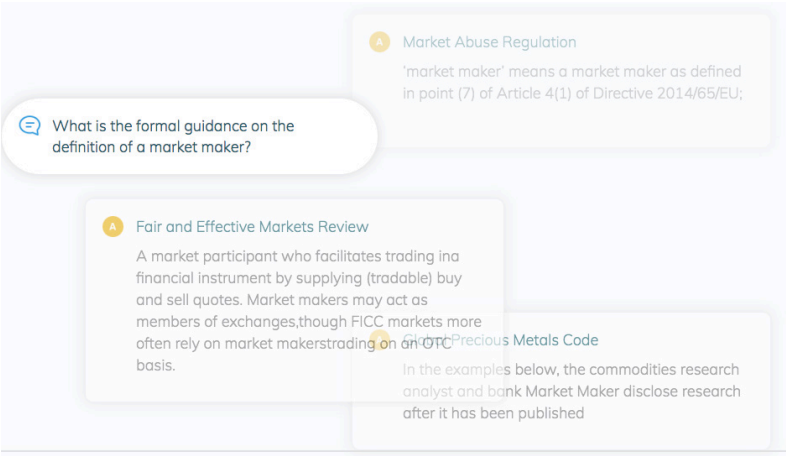 A
Market Abuse Regulation
‘market maker’ means a market maker as defined
in point (7) of Article 4(1) of Directive 2014/65/EU;
What is the formal guidance on the
definition of a market maker?
A
Fair and Effective Markets Review
A market participant who facilitates trading ina
financial instrument by supplying (tradable) buy
and sell quotes. Market makers may act as
members of exchanges,though FICC markets more
often rely on market makerstrading on an OTC
basis.
Global Precious Metals Code
In the examples below, the commodities research
analyst and bank Market Maker disclose research
after it has been published